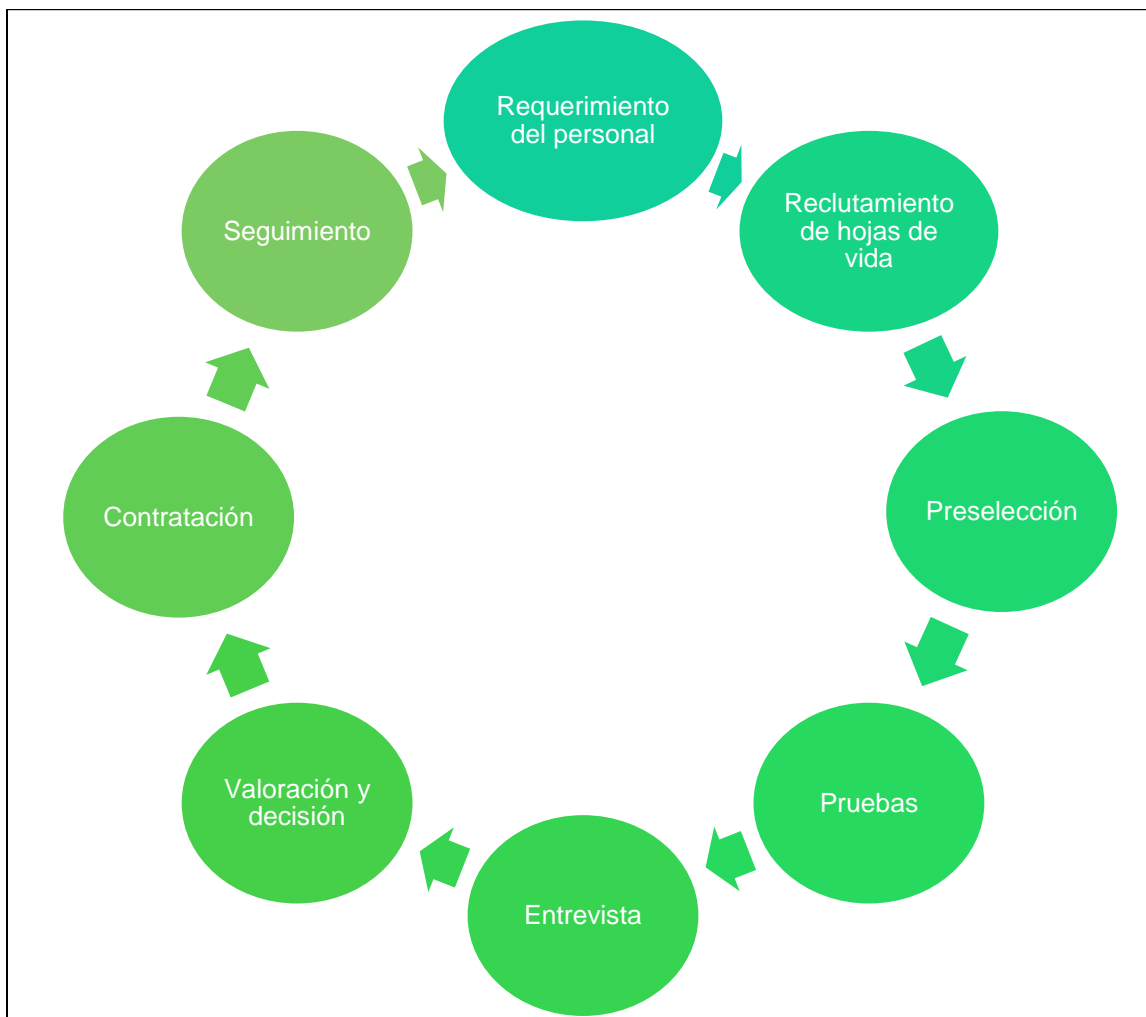 Requerimiento
del personal
Reclutamiento
de hojas de
vida
Preselección
Pruebas
Entrevista
Valoración y
decisión
Contratación
Seguimiento